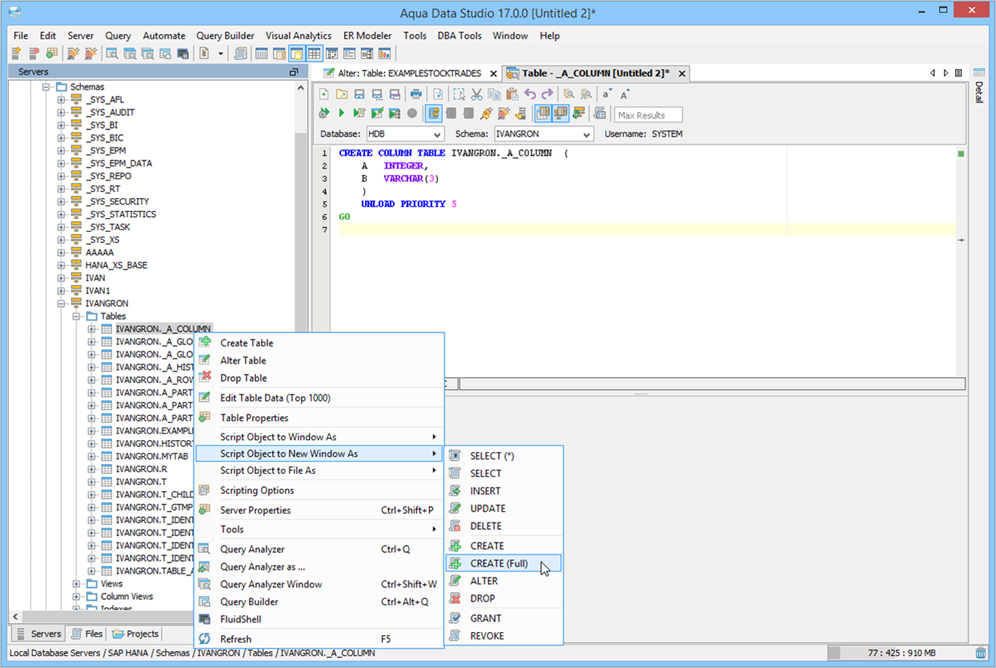 Aqua Data Studio 17.0.0 [Untitled 2]*
File Edit Server Query Automate Query Builder Visual Analytics ER Modeler Tools DBA Tools Window Help
Servers
Schemas
_SYS_AFL
_SYS_AUDIT
_SYS_BI
_SYS_BIC
_SYS_EPM
_SYS_EPM_DATA
_SYS_REPO
_SYS_RT
_SYS_SECURITY
_SYS_STATISTICS
_SYS_TASK
_SYS_XS
AAAAA
HANA_XS_BASE
IVAN
IVAN1
IVANGRON
Tables
IVANGRON._A_COLUMN
IVANGRON._A_GLO
IVANGRON._A_GLO
IVANGRON._A_HIST
IVANGRON._A_ROW
IVANGRON.A_PART
IVANGRON.A_PART
IVANGRON.A_PART
IVANGRON.EXAMPLE
IVANGRON.HISTOR
IVANGRON.MYTAB
IVANGRON.R
IVANGRON.T
IVANGRON.T_CHILD
IVANGRON.T_GTMP
IVANGRON.T_IDENT
IVANGRON.T_IDENT
IVANGRON.T_IDENT
IVANGRON.T_IDENT
IVANGRON.TABLE_A
Views
Column Views
Indexes
Servers Files Projects
Alter: Table: EXAMPLESTOCKTRADES
Table - _A_COLUMN [Untitled 2]*
Detail
Max Results
Database: HDB Schema: IVANGRON Username: SYSTEM
1 CREATE COLUMN TABLE IVANGRON._A_COLUMN (
2 A INTEGER,
3 B VARCHAR(3)
4 )
5 UNLOAD PRIORITY 5
6 GO
7
Create Table
Alter Table
Drop Table
Edit Table Data (Top 1000)
Table Properties
Script Object to Window As
Script Object to New Window As
Script Object to File As
Scripting Options
Server Properties Ctrl+Shift+P
Tools
Query Analyzer Ctrl+Q
Query Analyzer as ...
Query Analyzer Window Ctrl+Shift+W
Query Builder Ctrl+Alt+Q
FluidShell
Refresh F5
SELECT (*)
SELECT
INSERT
UPDATE
DELETE
CREATE
CREATE (Full)
ALTER
DROP
GRANT
REVOKE
Local Database Servers / SAP HANA / Schemas / IVANGRON / Tables / IVANGRON._A_COLUMN
77 : 425 : 910 MB